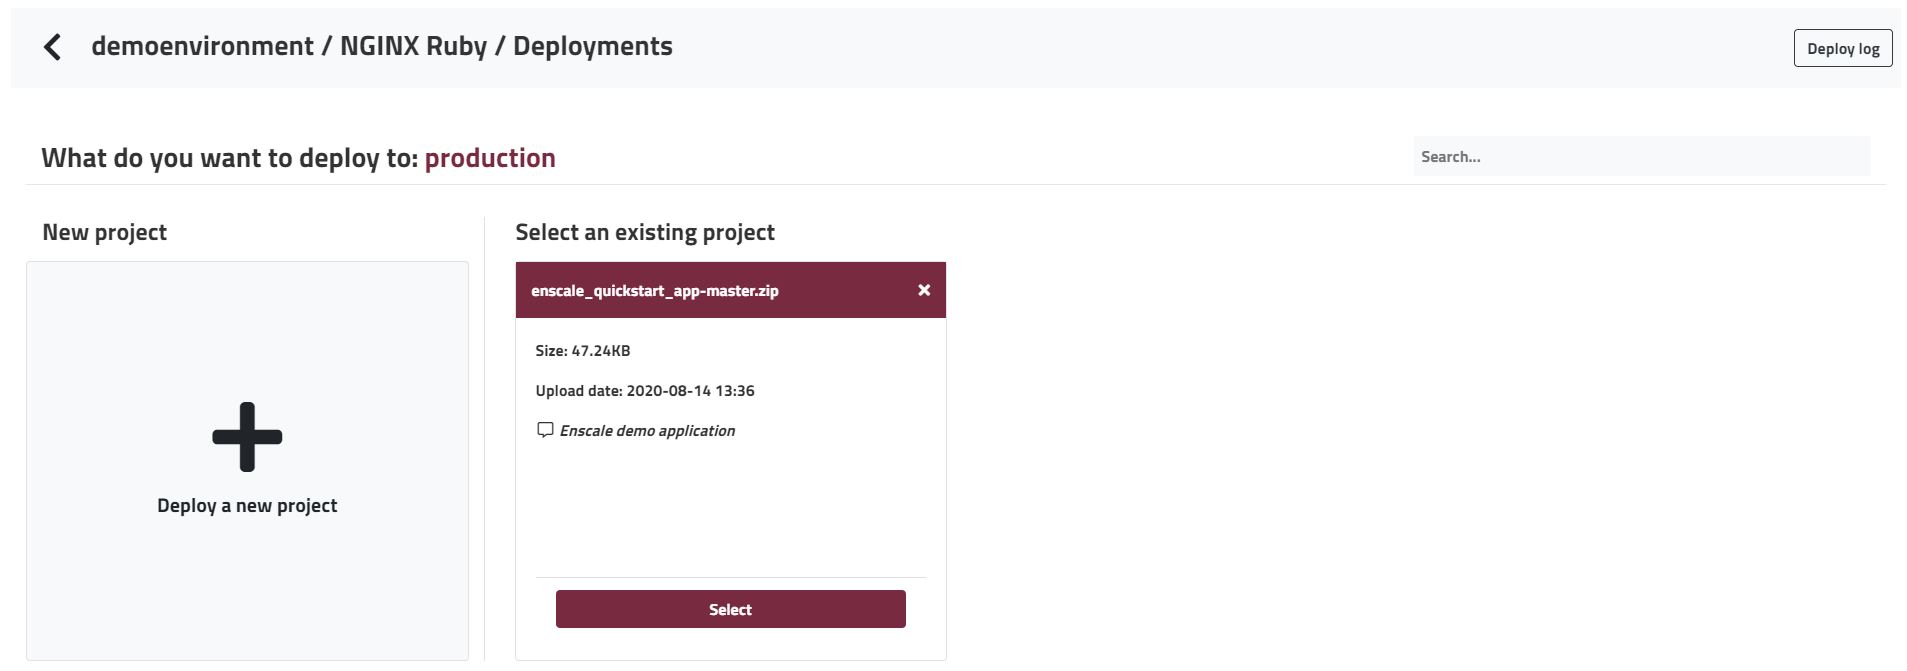 demoenvironment / NGINX Ruby / Deployments
Deploy log
What do you want to deploy to: production
Search...
New project
Deploy a new project
Select an existing project
enscale_quickstart_app-master.zip
Size: 47.24KB
Upload date: 2020-08-14 13:36
Enscale demo application
Select